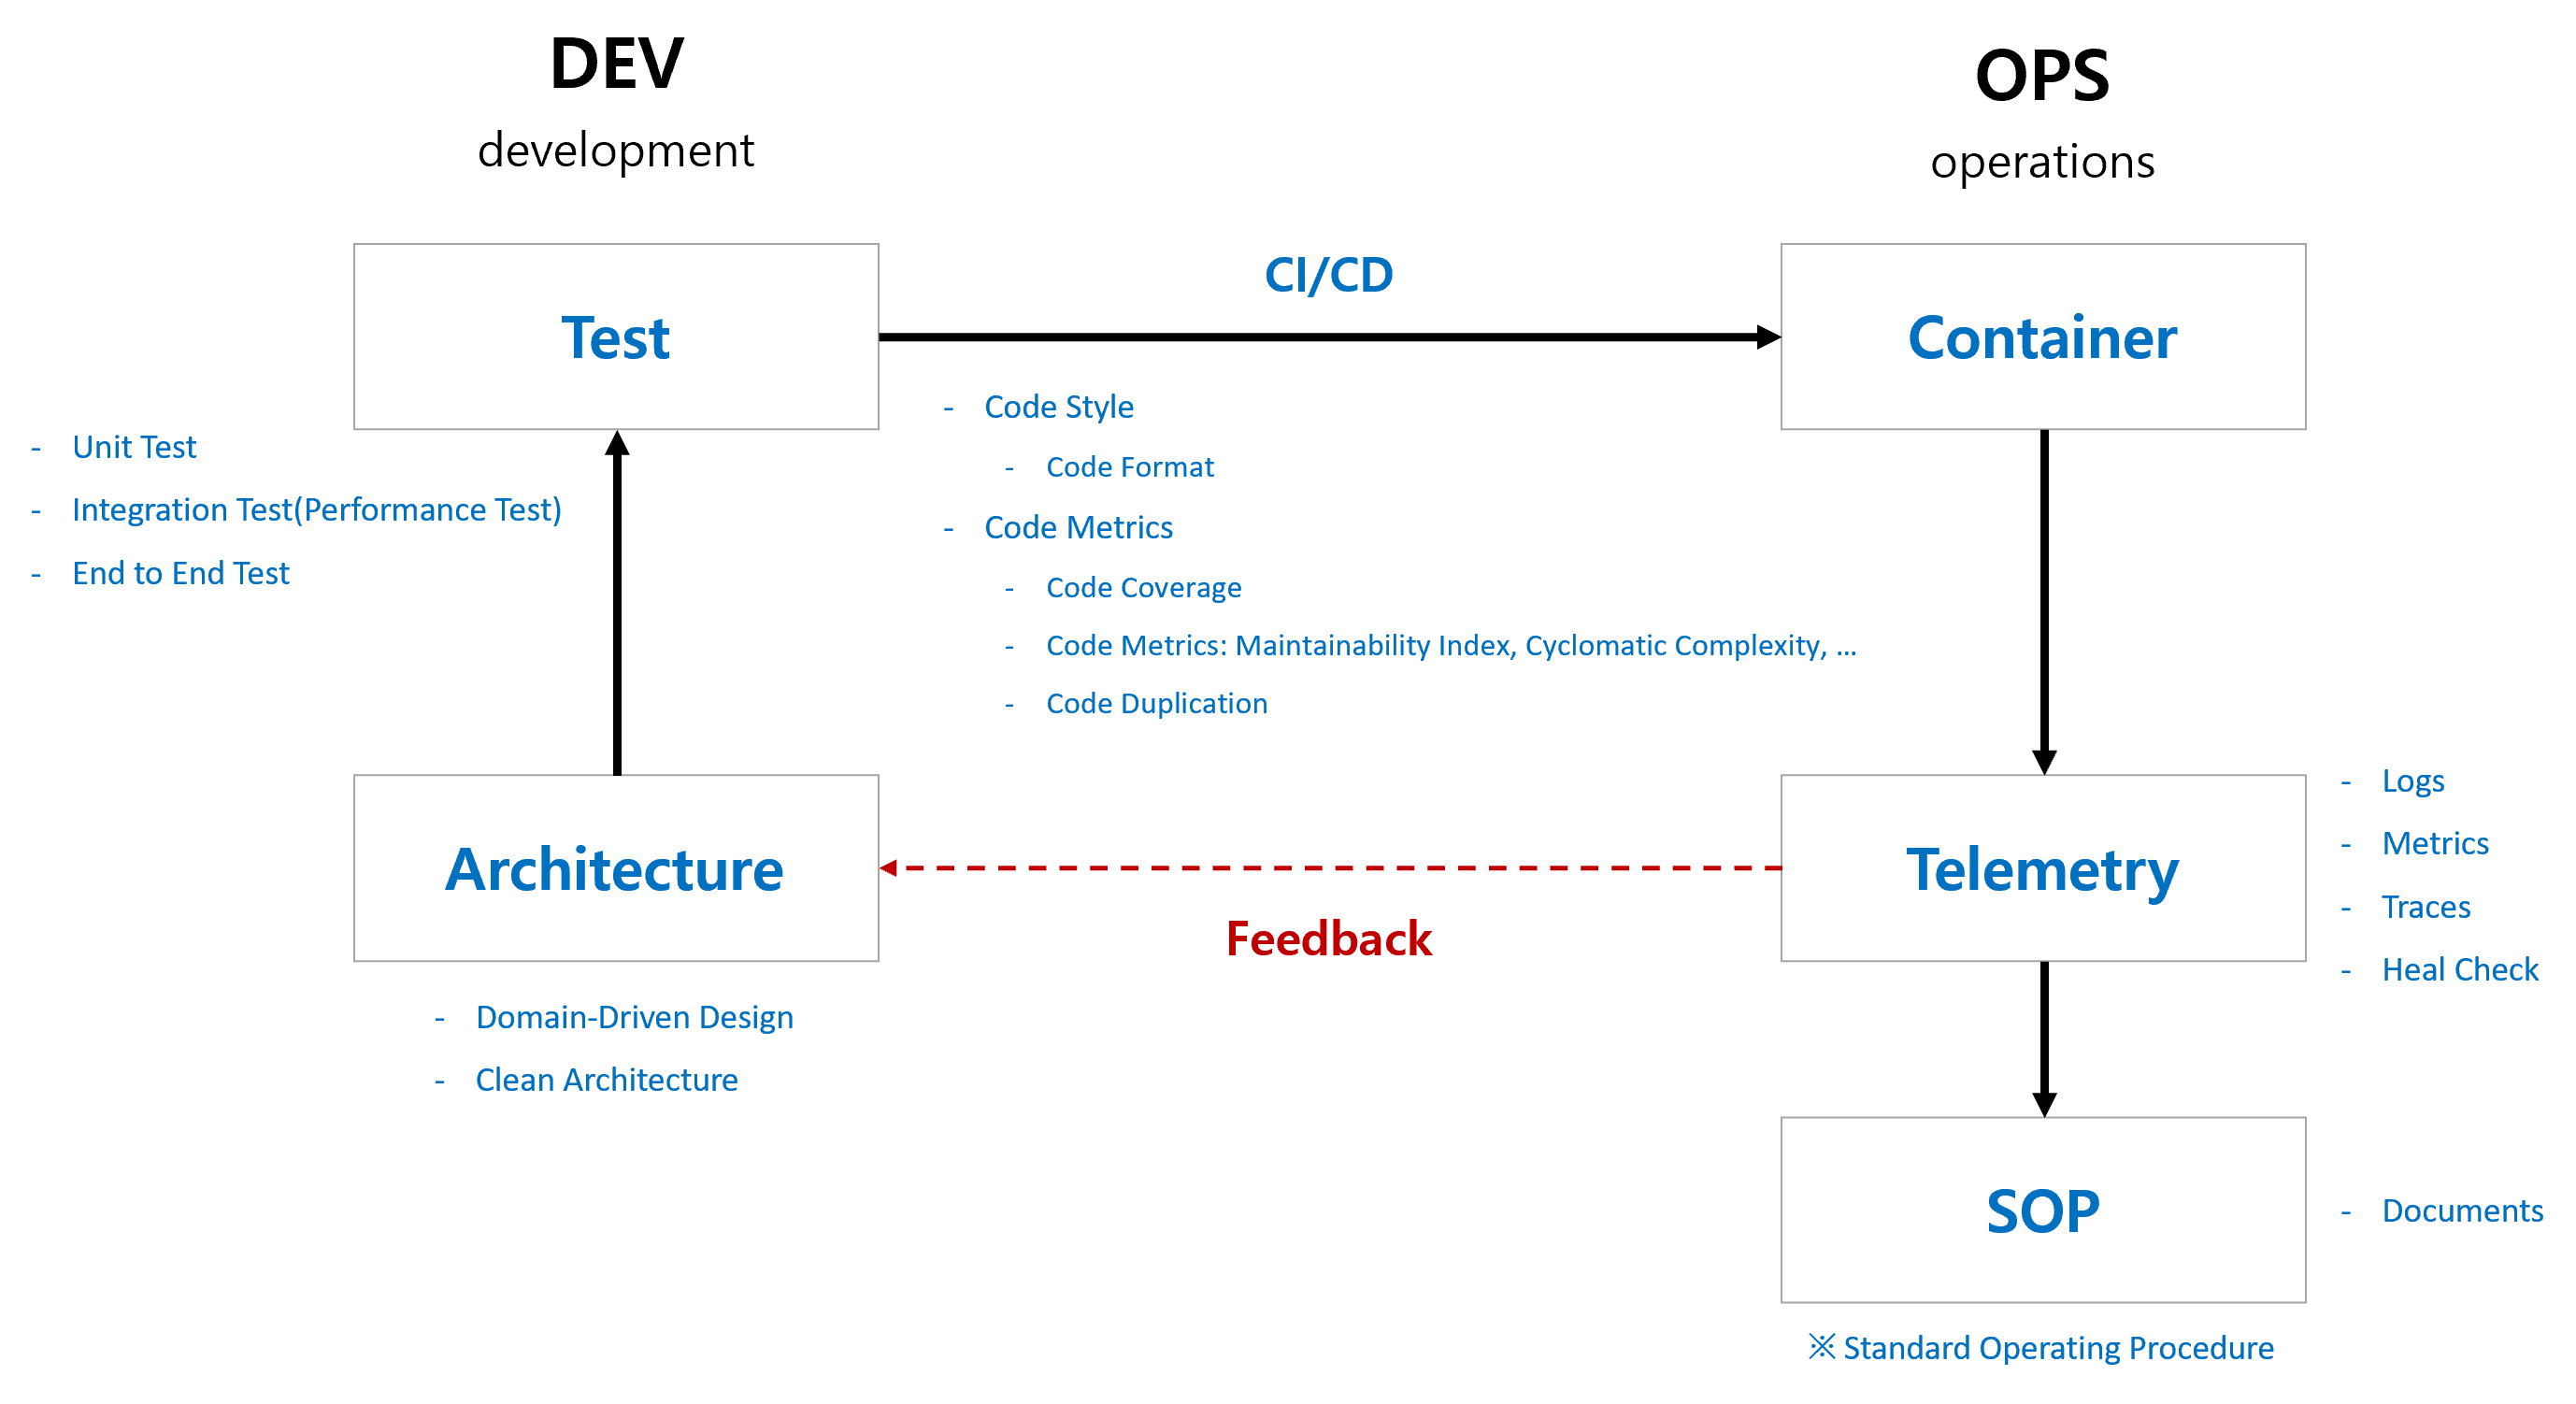 DEV
development
OPS
operations
Test
CI/CD
Container
- Unit Test
- Integration Test(Performance Test)
- End to End Test
- Code Style
- Code Format
- Code Metrics
- Code Coverage
- Code Metrics: Maintainability Index, Cyclomatic Complexity, ...
- Code Duplication
Architecture
Feedback
Telemetry
- Logs
- Metrics
- Traces
- Heal Check
- Domain-Driven Design
- Clean Architecture
SOP
- Documents
※ Standard Operating Procedure